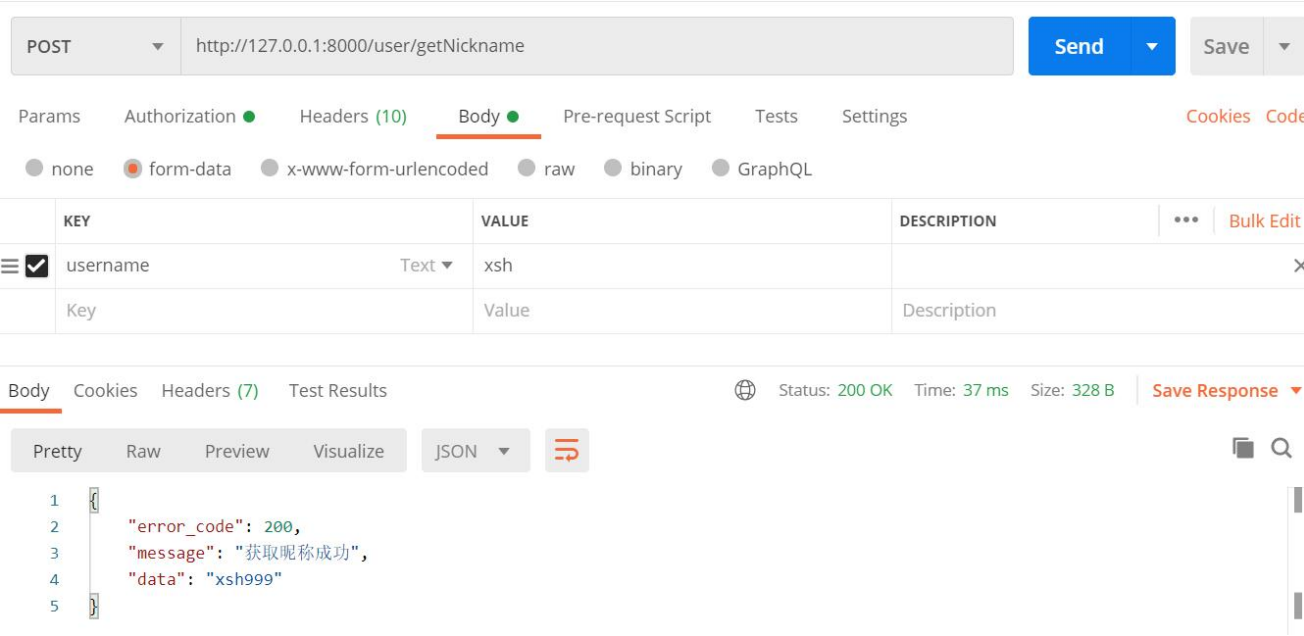 POST http://127.0.0.1:8000/user/getNickname Send Save
Params Authorization Headers (10) Body Pre-request Script Tests Settings Cookies Code
none form-data x-www-form-urlencoded raw binary GraphQL
KEY VALUE DESCRIPTION ••• Bulk Edit
username Text xsh
Key Value Description
Body Cookies Headers (7) Test Results Status: 200 OK Time: 37 ms Size: 328 B Save Response
Pretty Raw Preview Visualize JSON
1 {
2 "error_code": 200,
3 "message": "获取昵称成功",
4 "data": "xsh999"
5 }